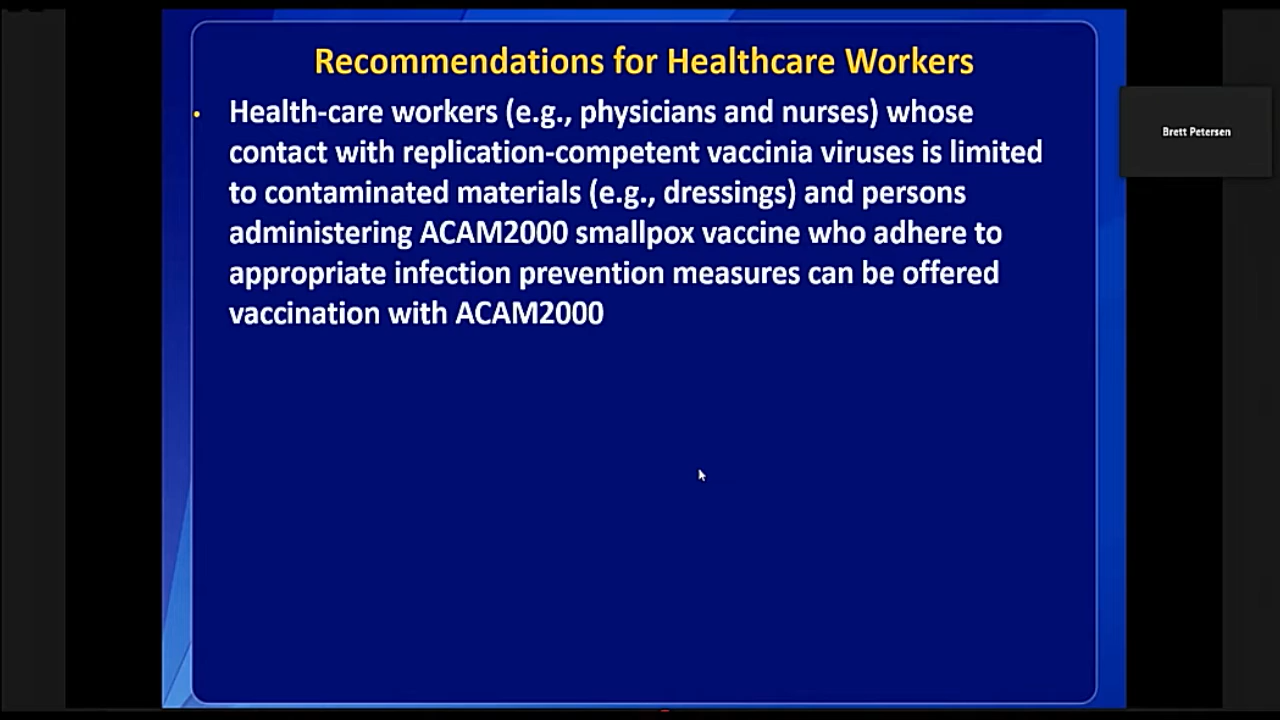 Recommendations for Healthcare Workers
• Health-care workers (e.g., physicians and nurses) whose
contact with replication-competent vaccinia viruses is limited
to contaminated materials (e.g., dressings) and persons
administering ACAM2000 smallpox vaccine who adhere to
appropriate infection prevention measures can be offered
vaccination with ACAM2000
Brett Petersen